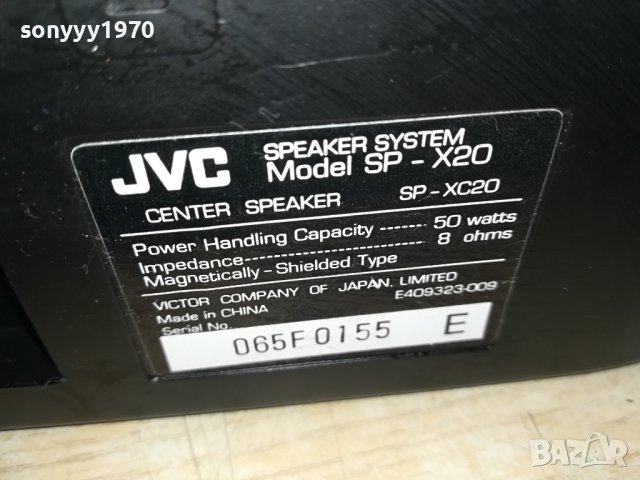 sonyyy1970
JVC SPEAKER SYSTEM
Model SP - X20
CENTER SPEAKER SP - XC20
Power Handling Capacity ------- 50 watts
Impedance--------------------- 8 ohms
Magnetically - Shielded Type
VICTOR COMPANY OF JAPAN, LIMITED
Made in CHINA E409323-009
Serial No.
065F0155 E
BAZAR